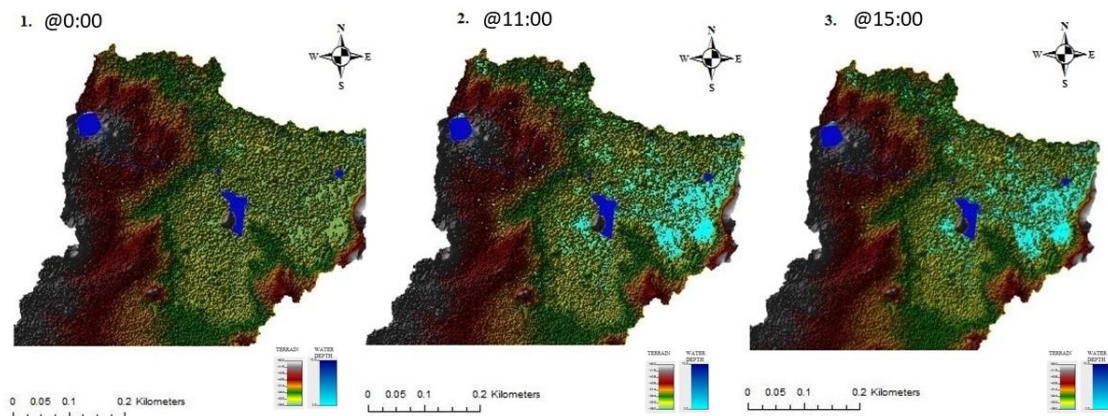 1. @0:00
N
W E
S
TERRAIN WATER DEPTH
0 0.05 0.1 0.2 Kilometers
2. @11:00
N
W E
S
TERRAIN WATER DEPTH
0 0.05 0.1 0.2 Kilometers
3. @15:00
N
W E
S
TERRAIN WATER DEPTH
0 0.05 0.1 0.2 Kilometers